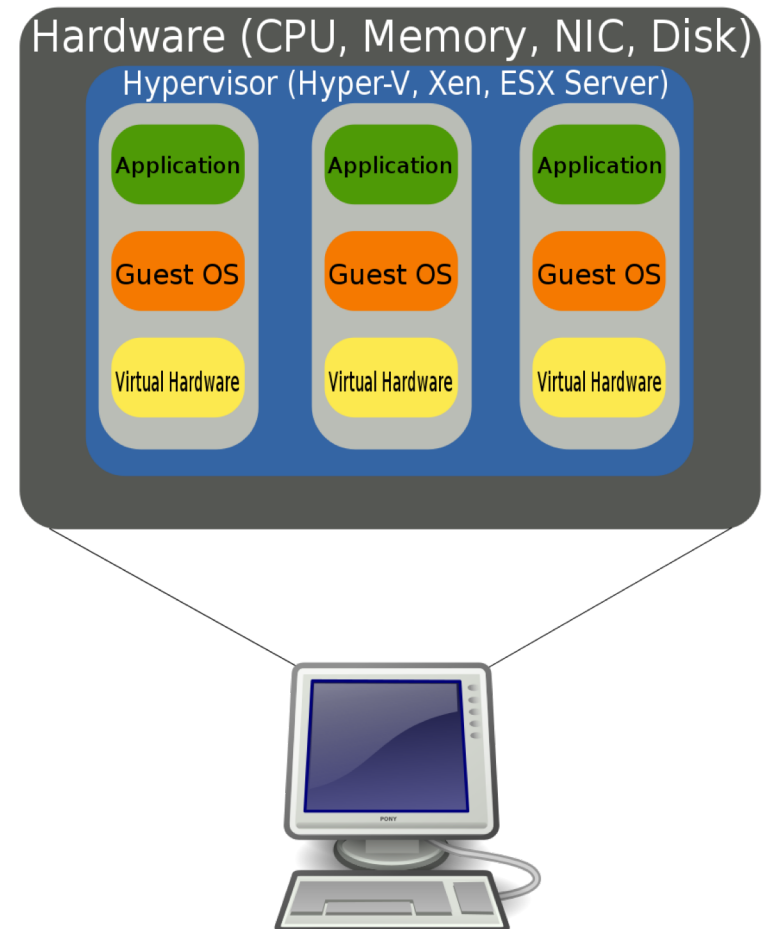 Hardware (CPU, Memory, NIC, Disk)
Hypervisor (Hyper-V, Xen, ESX Server)
Application
Application
Application
Guest OS
Guest OS
Guest OS
Virtual Hardware
Virtual Hardware
Virtual Hardware
PONY